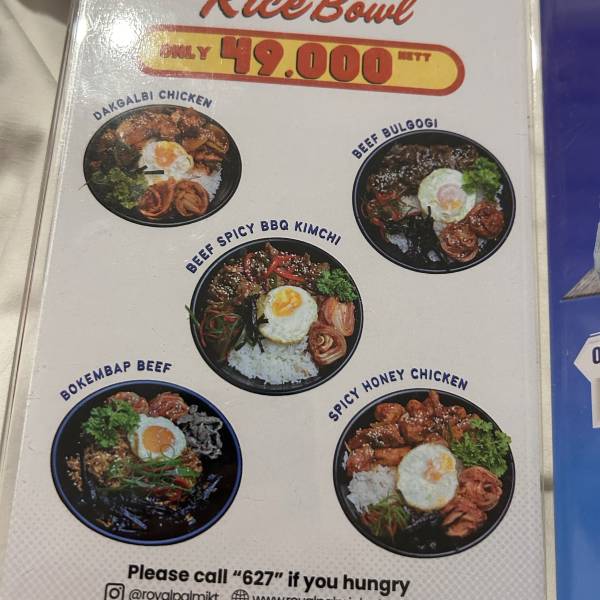 Rice Bowl
ONLY 49.000 NETT
DAKGALBI CHICKEN
BEEF BULGOGI
BEEF SPICY BBQ KIMCHI
BOKEMBAP BEEF
SPICY HONEY CHICKEN
Please call “627” if you hungry
@royalpalmjkt